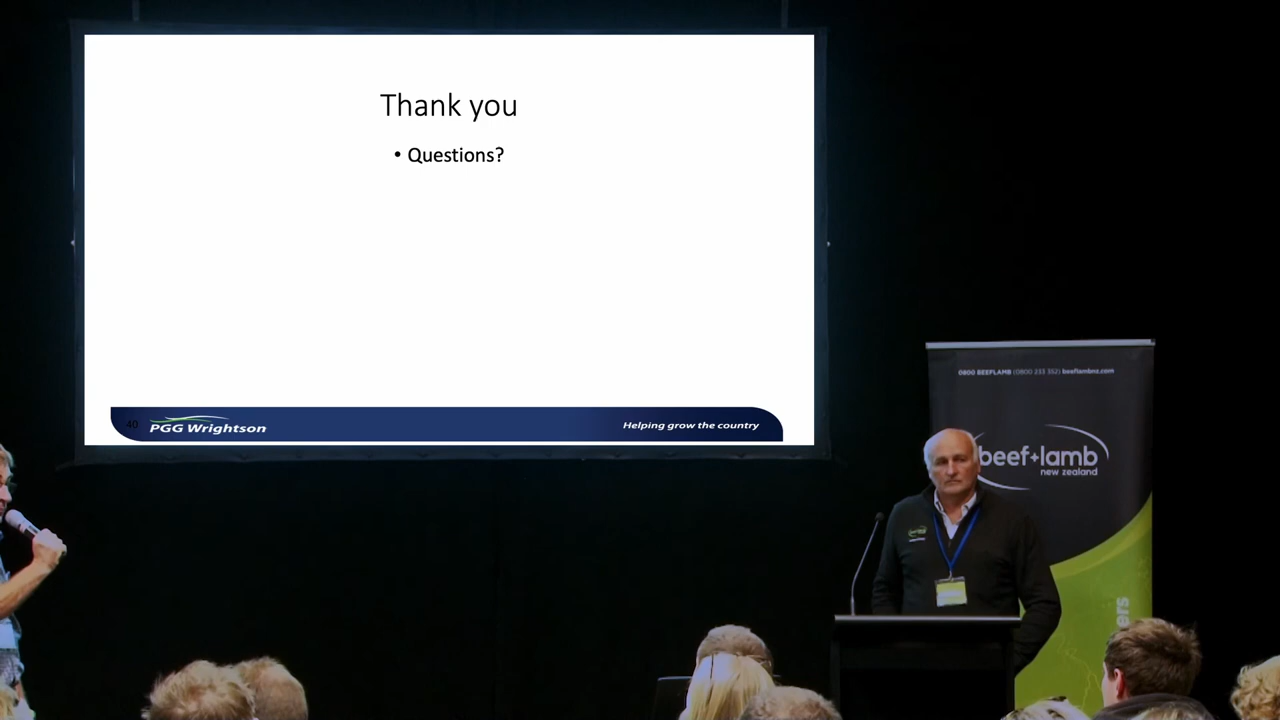 Thank you
• Questions?
40
PGG Wrightson
Helping grow the country
0800 BEEFLAMB (0800 233 352) beeflambnz.com
beef+lamb
new zealand